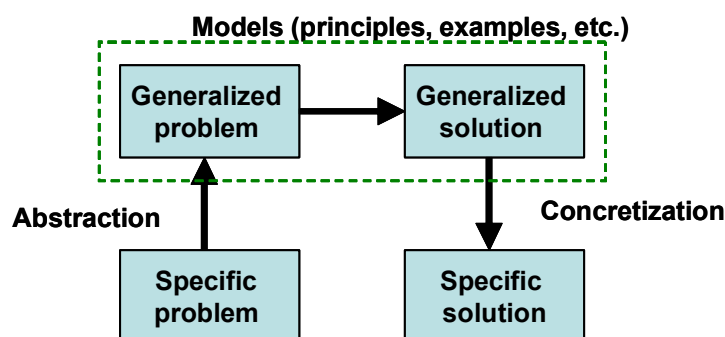 Models (principles, examples, etc.)
Generalized
problem
Generalized
solution
Abstraction
Concretization
Specific
problem
Specific
solution